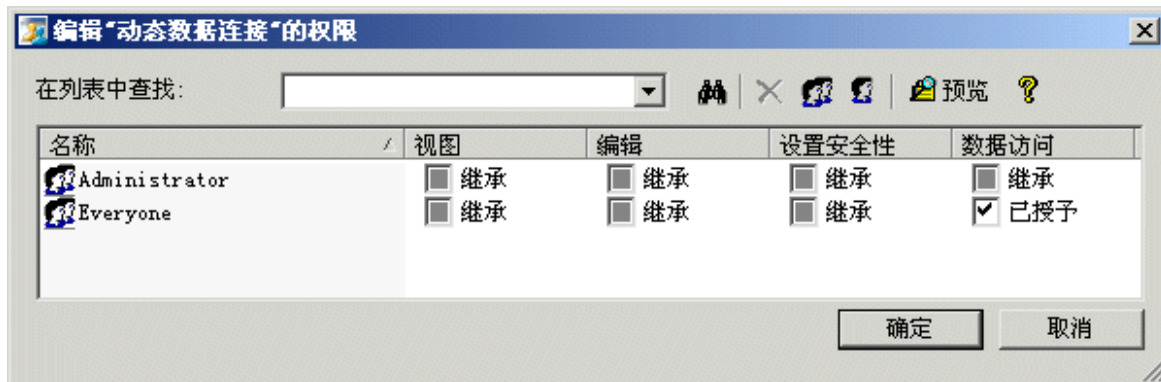 编辑“动态数据连接“的权限
在列表中查找:
预览
名称 视图 编辑 设置安全性 数据访问
Administrator 继承 继承 继承 继承
Everyone 继承 继承 继承 已授予
确定 取消